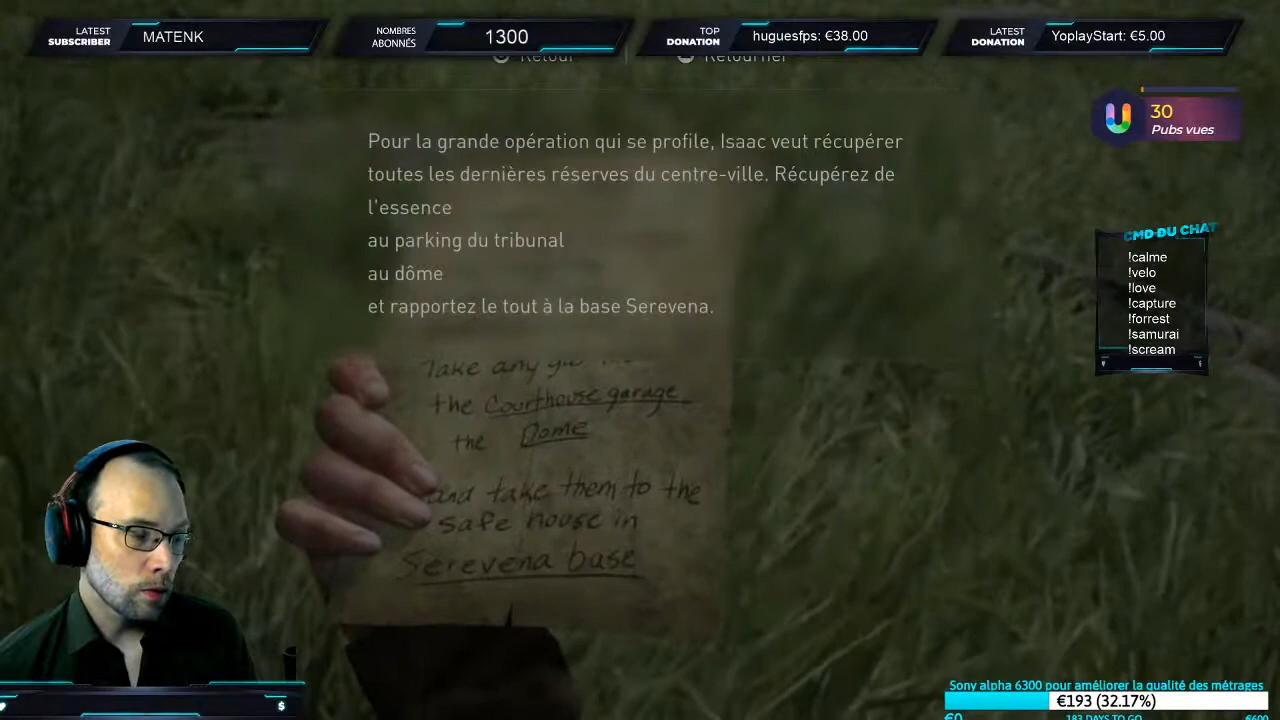 LATEST
SUBSCRIBER
MATENK
NOMBRES
ABONNÉS
1300
TOP
DONATION
huguesfps: €38.00
LATEST
DONATION
YoplayStart: €5.00
Retour
Retourner
30
Pubs vues
Pour la grande opération qui se profile, Isaac veut récupérer
toutes les dernières réserves du centre-ville. Récupérez de
l'essence
au parking du tribunal
au dôme
et rapportez le tout à la base Serevena.
CMD DU CHAT
!calme
!velo
!love
!capture
!forrest
!samurai
!scream
Take any
the Courthouse garage
the Dome
and take them to the
safe house in
Serevena base
$
Sony alpha 6300 pour améliorer la qualité des métrages
€193 (32.17%)
€0
183 DAYS TO GO
€600